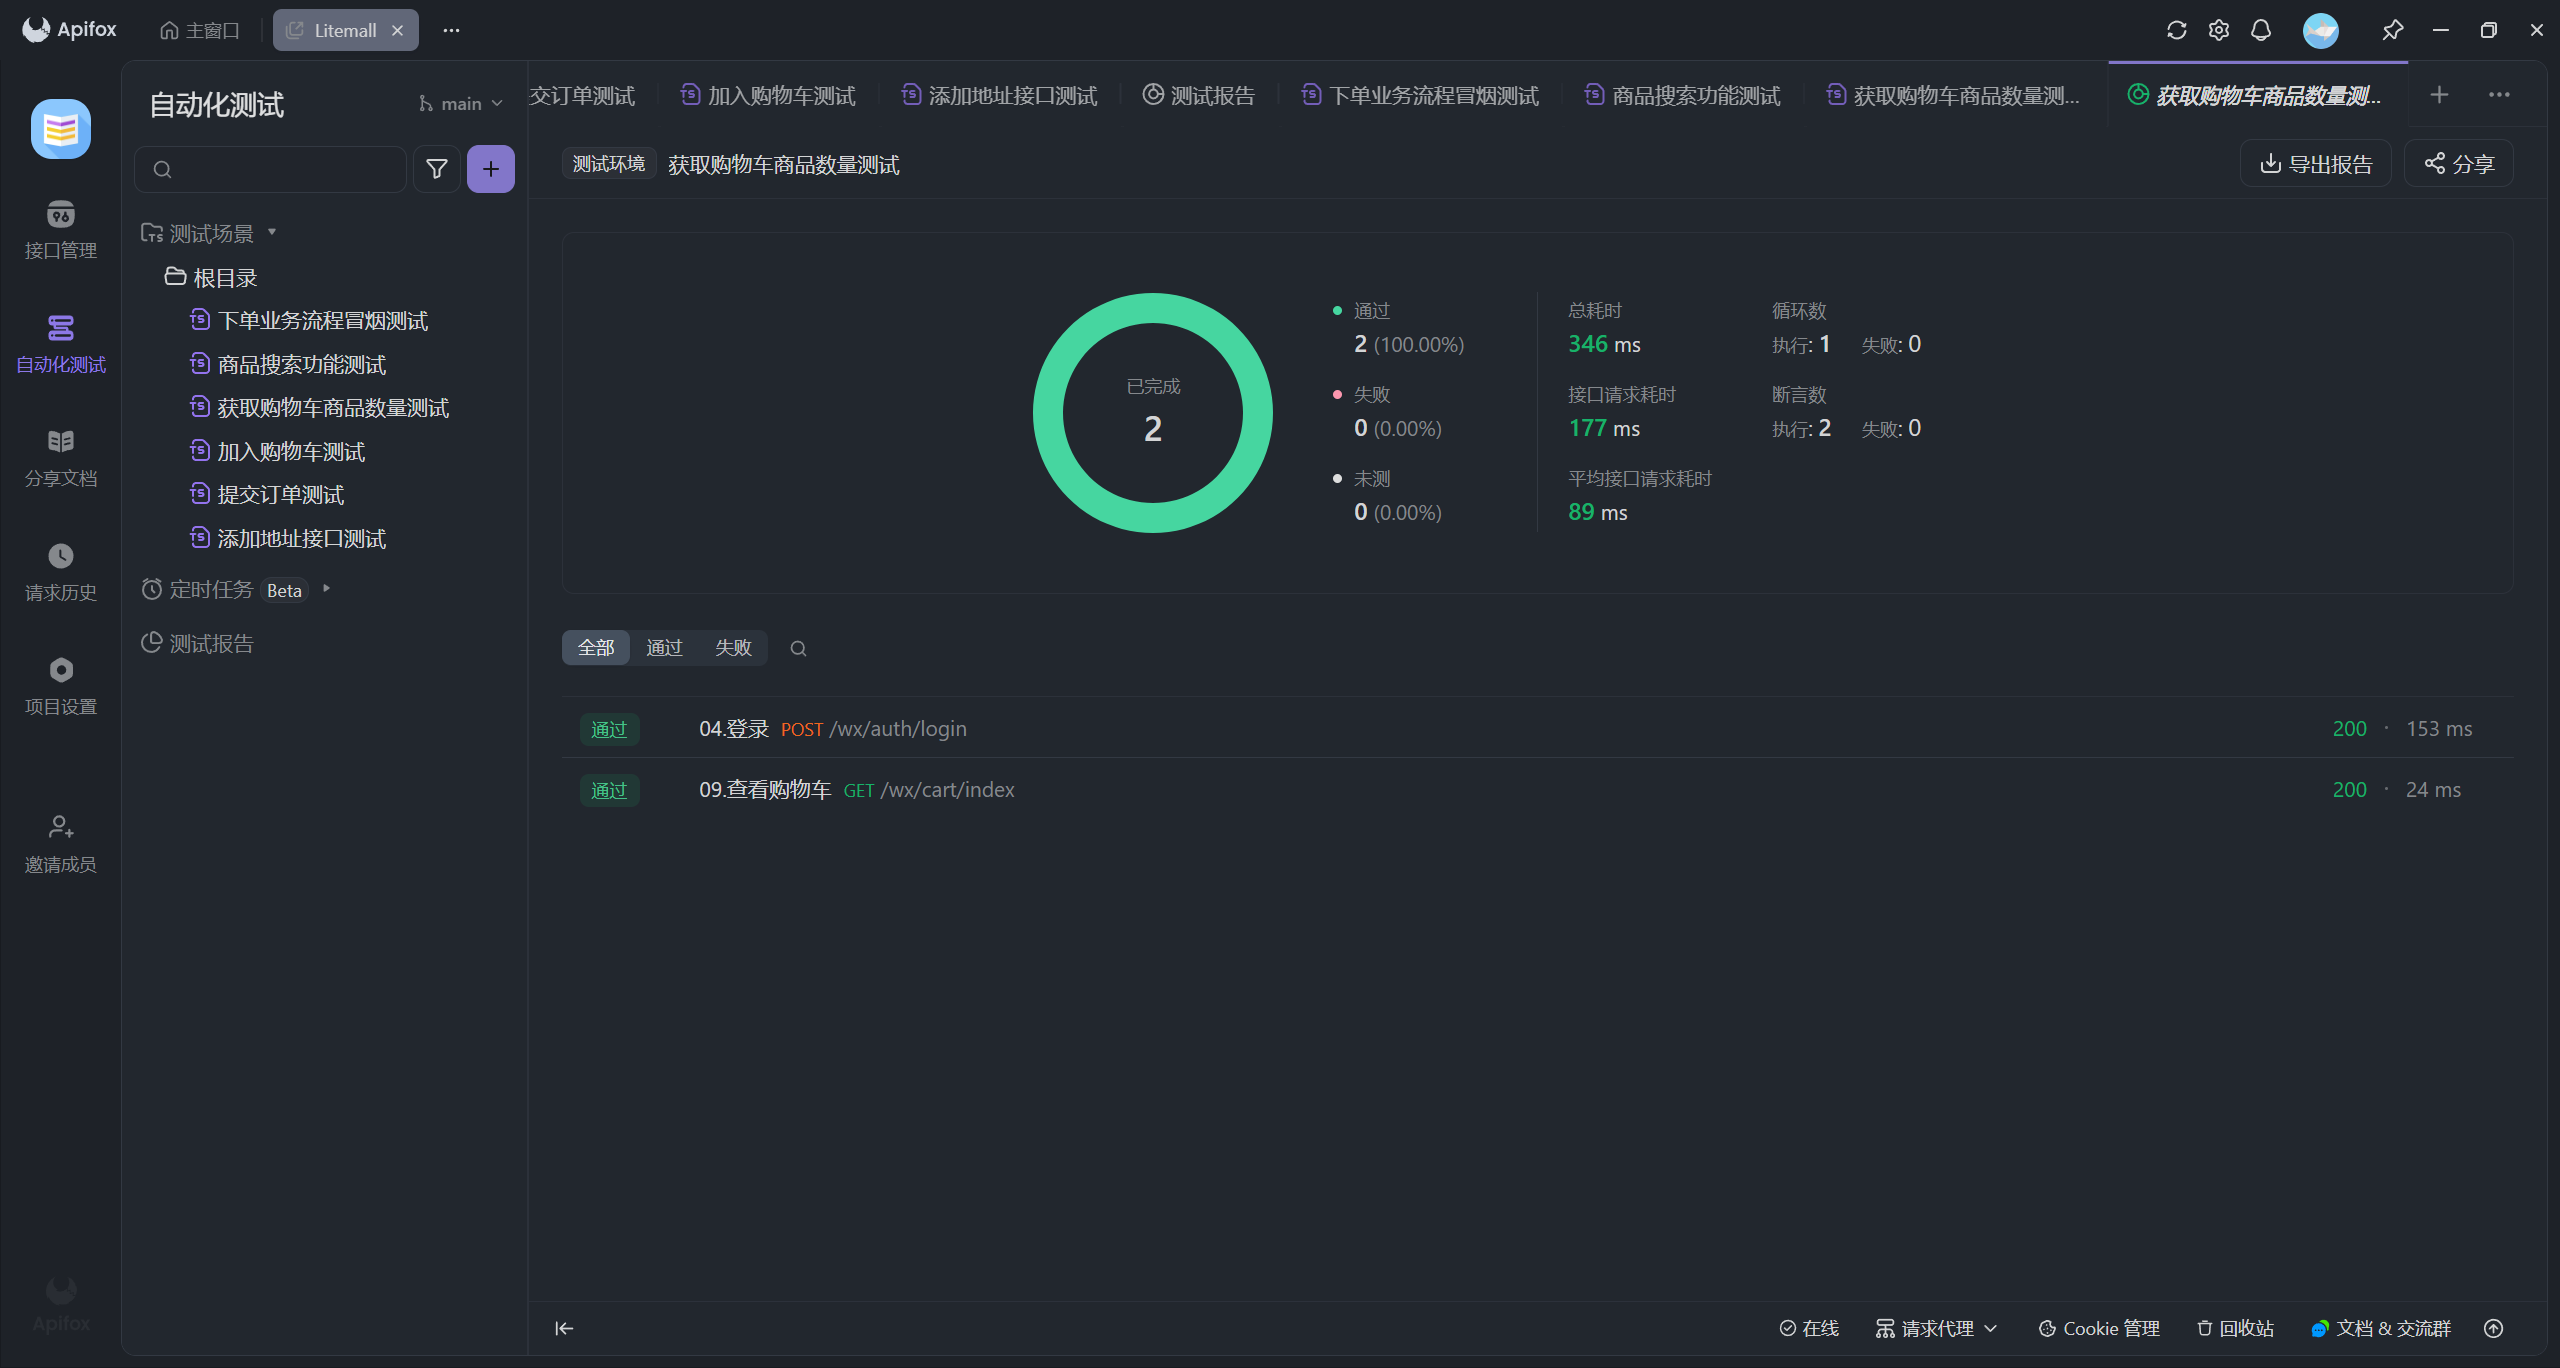 Apifox 主窗口 Litemall
自动化测试 main
接口管理
自动化测试
分享文档
请求历史
项目设置
邀请成员
Apifox
测试场景
根目录
下单业务流程冒烟测试
商品搜索功能测试
获取购物车商品数量测试
加入购物车测试
提交订单测试
添加地址接口测试
定时任务 Beta
测试报告
交订单测试 加入购物车测试 添加地址接口测试 测试报告 下单业务流程冒烟测试 商品搜索功能测试 获取购物车商品数量测... 获取购物车商品数量测...
测试环境 获取购物车商品数量测试 导出报告 分享
已完成
2
通过
2 (100.00%)
失败
0 (0.00%)
未测
0 (0.00%)
总耗时
346 ms
接口请求耗时
177 ms
平均接口请求耗时
89 ms
循环数
执行: 1 失败: 0
断言数
执行: 2 失败: 0
全部 通过 失败
通过 04.登录 POST /wx/auth/login 200 · 153 ms
通过 09.查看购物车 GET /wx/cart/index 200 · 24 ms
在线 请求代理 Cookie 管理 回收站 文档 & 交流群